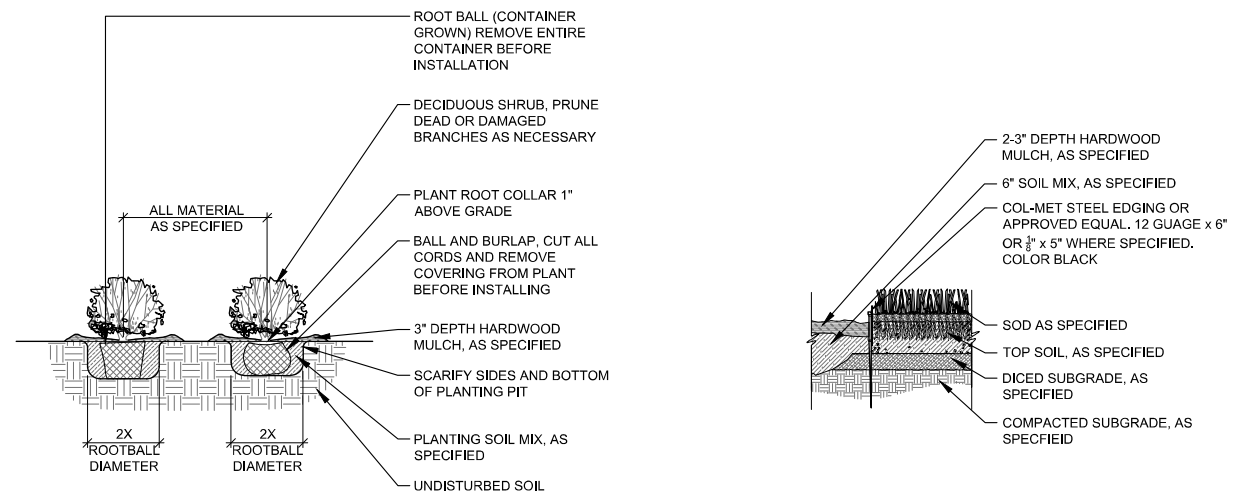 ROOT BALL (CONTAINER
GROWN) REMOVE ENTIRE
CONTAINER BEFORE
INSTALLATION
DECIDUOUS SHRUB, PRUNE
DEAD OR DAMAGED
BRANCHES AS NECESSARY
PLANT ROOT COLLAR 1"
ABOVE GRADE
BALL AND BURLAP, CUT ALL
CORDS AND REMOVE
COVERING FROM PLANT
BEFORE INSTALLING
3" DEPTH HARDWOOD
MULCH, AS SPECIFIED
SCARIFY SIDES AND BOTTOM
OF PLANTING PIT
PLANTING SOIL MIX, AS
SPECIFIED
UNDISTURBED SOIL
ALL MATERIAL
AS SPECIFIED
2X
ROOTBALL
DIAMETER
2X
ROOTBALL
DIAMETER
2-3" DEPTH HARDWOOD
MULCH, AS SPECIFIED
6" SOIL MIX, AS SPECIFIED
COL-MET STEEL EDGING OR
APPROVED EQUAL. 12 GUAGE x 6"
OR 1/8" x 5" WHERE SPECIFIED.
COLOR BLACK
SOD AS SPECIFIED
TOP SOIL, AS SPECIFIED
DICED SUBGRADE, AS
SPECIFIED
COMPACTED SUBGRADE, AS
SPECFIEID